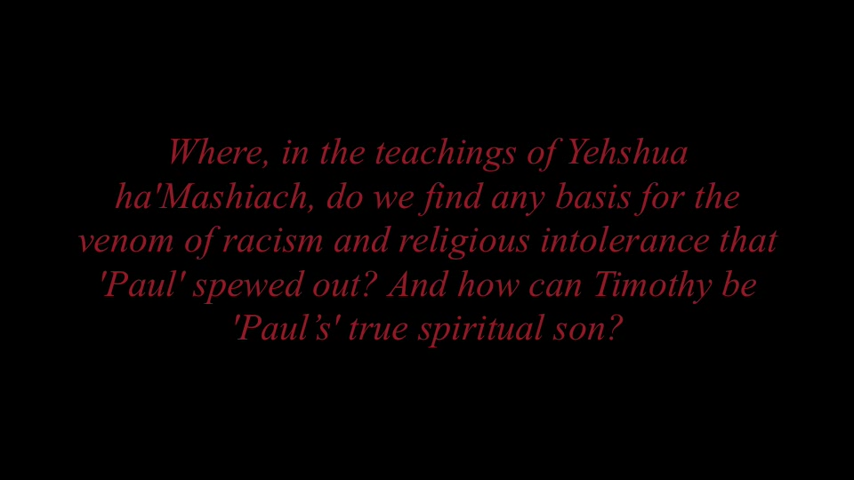 Where, in the teachings of Yehshua
ha'Mashiach, do we find any basis for the
venom of racism and religious intolerance that
'Paul' spewed out? And how can Timothy be
'Paul’s' true spiritual son?